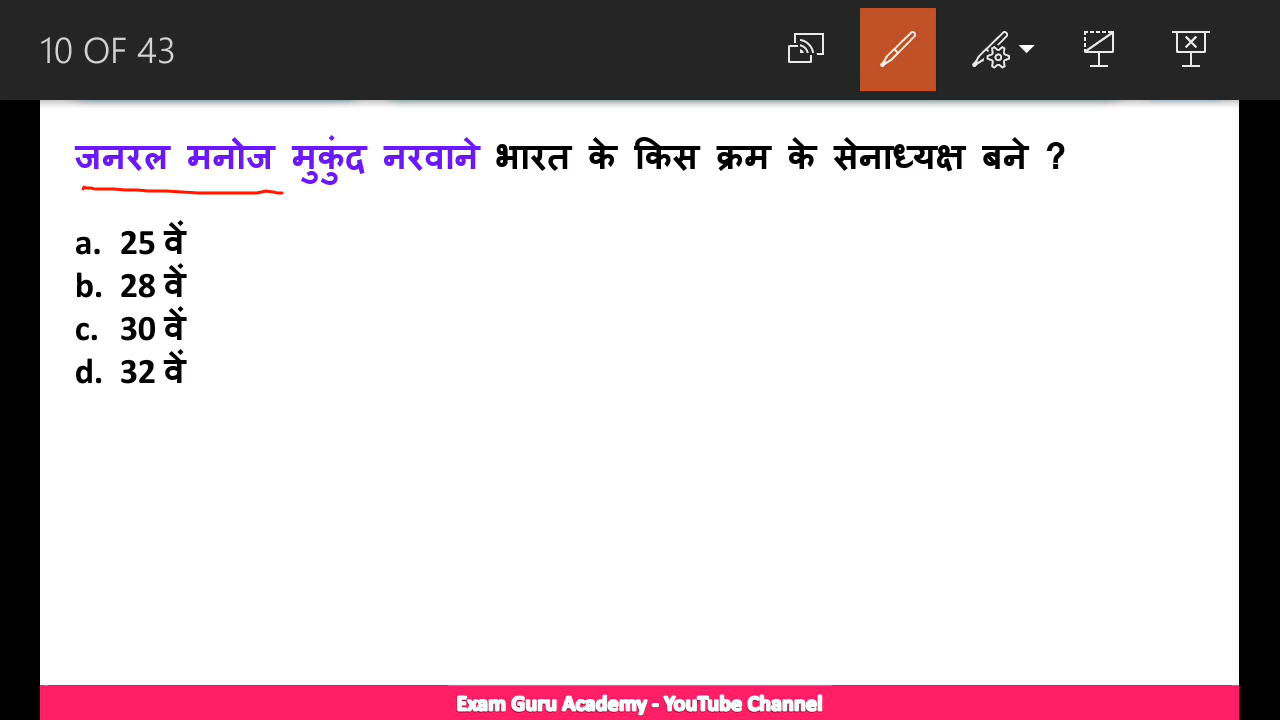 10 OF 43
जनरल मनोज मुकुंद नरवाने भारत के किस क्रम के सेनाध्यक्ष बने ?
a. 25 वें
b. 28 वें
c. 30 वें
d. 32 वें
Exam Guru Academy - YouTube Channel